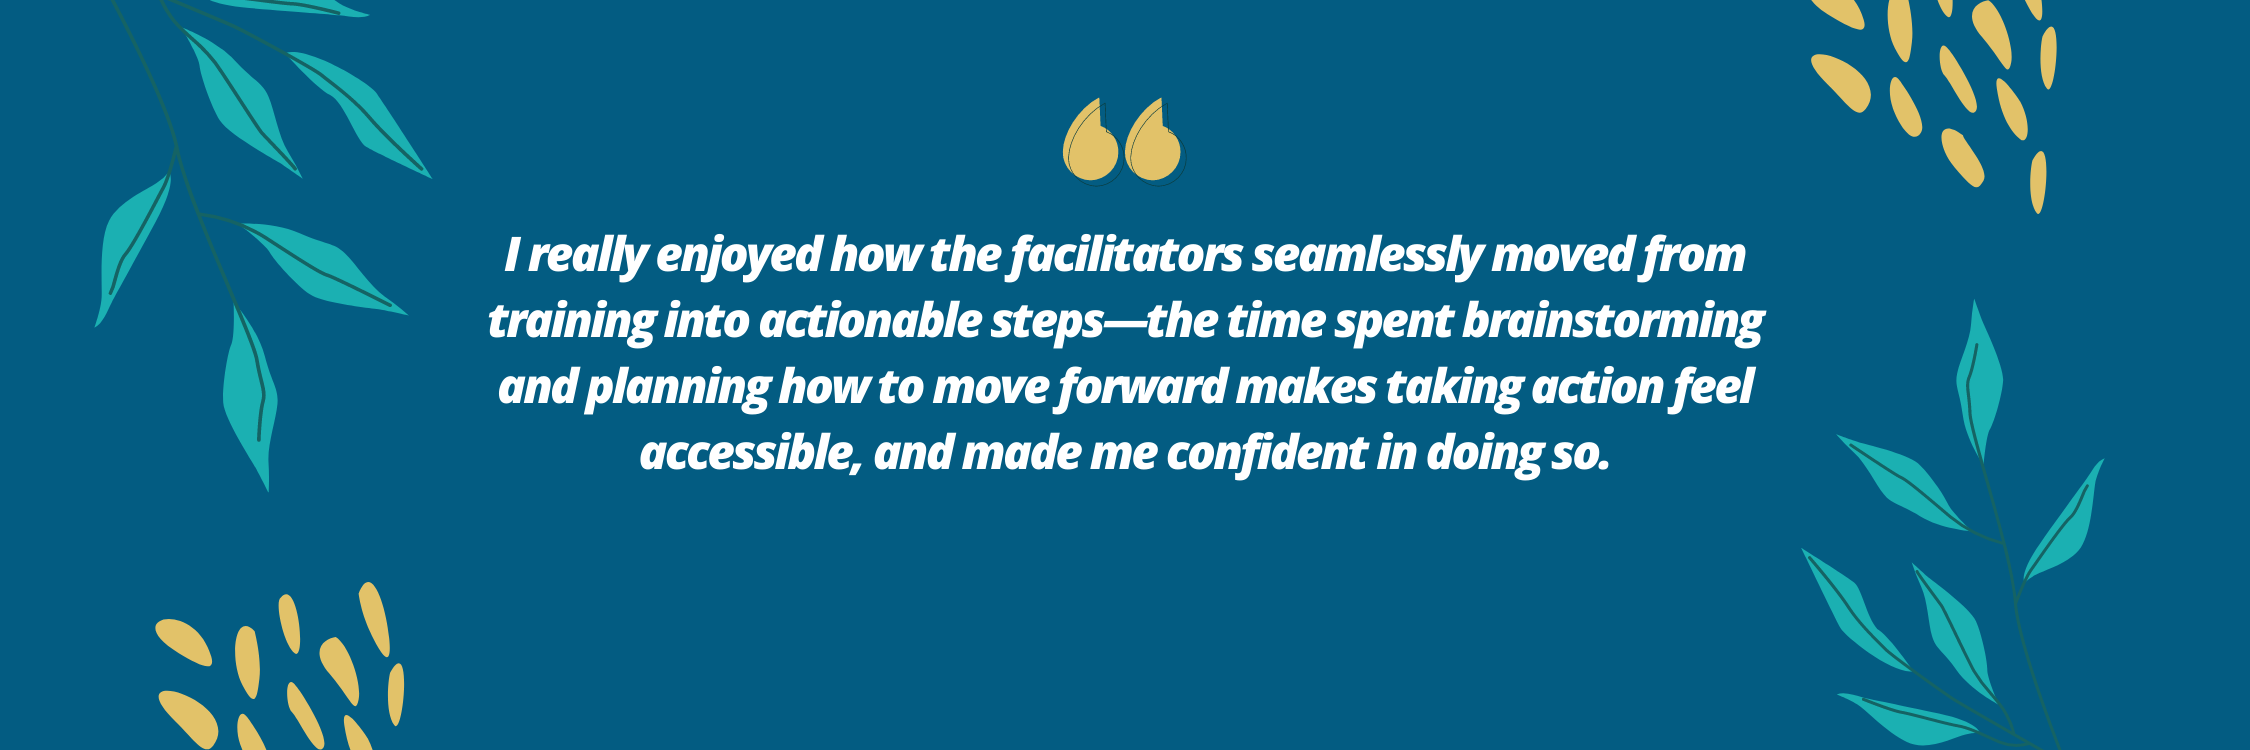 I really enjoyed how the facilitators seamlessly moved from
training into actionable steps—the time spent brainstorming
and planning how to move forward makes taking action feel
accessible, and made me confident in doing so.